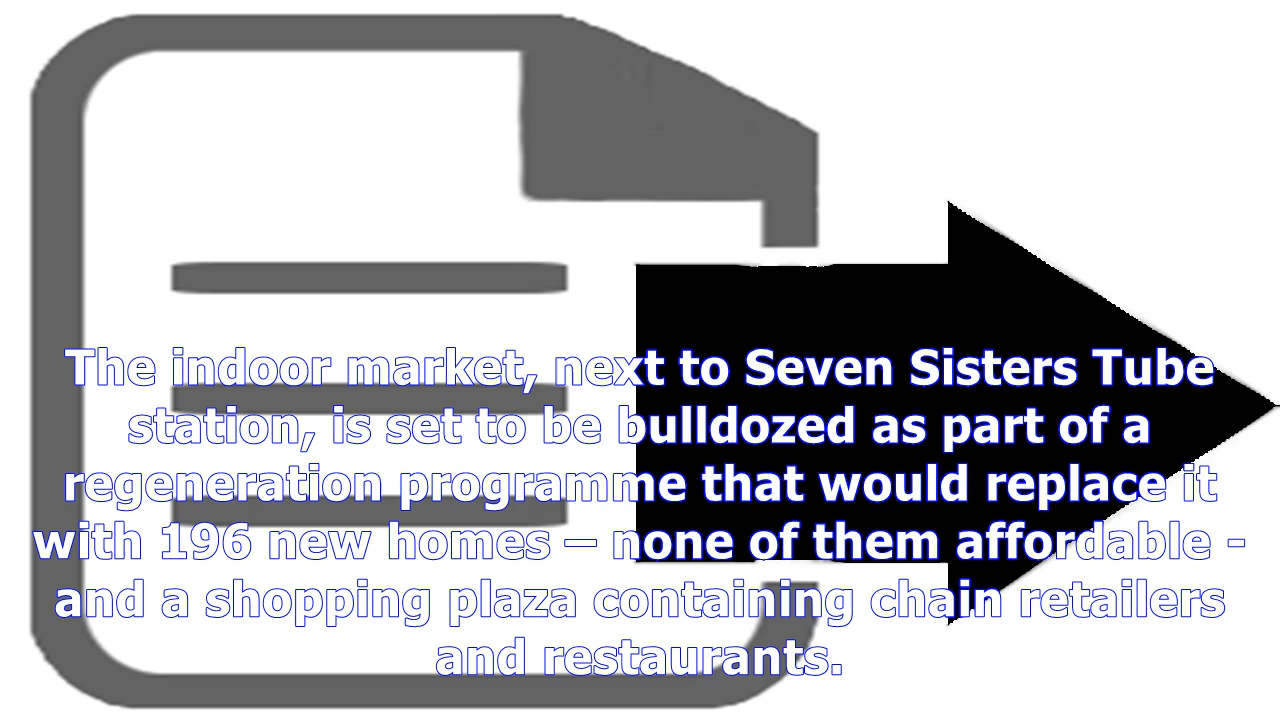 The indoor market, next to Seven Sisters Tube
station, is set to be bulldozed as part of a
regeneration programme that would replace it
with 196 new homes – none of them affordable -
and a shopping plaza containing chain retailers
and restaurants.